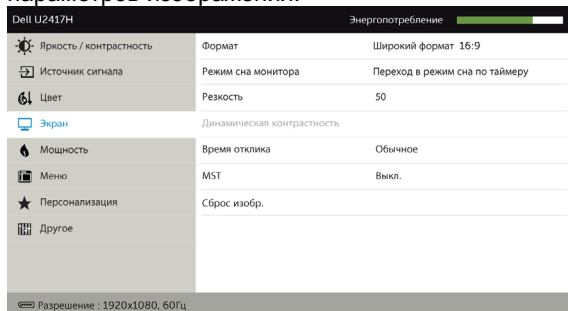 параметров изображения.
Dell U2417H Энергопотребление
Яркость / контрастность Формат Широкий формат 16:9
Источник сигнала Режим сна монитора Переход в режим сна по таймеру
Цвет Резкость 50
Экран Динамическая контрастность
Мощность Время отклика Обычное
Меню MST Выкл.
Персонализация Сброс изобр.
Другое
Разрешение : 1920x1080, 60Гц